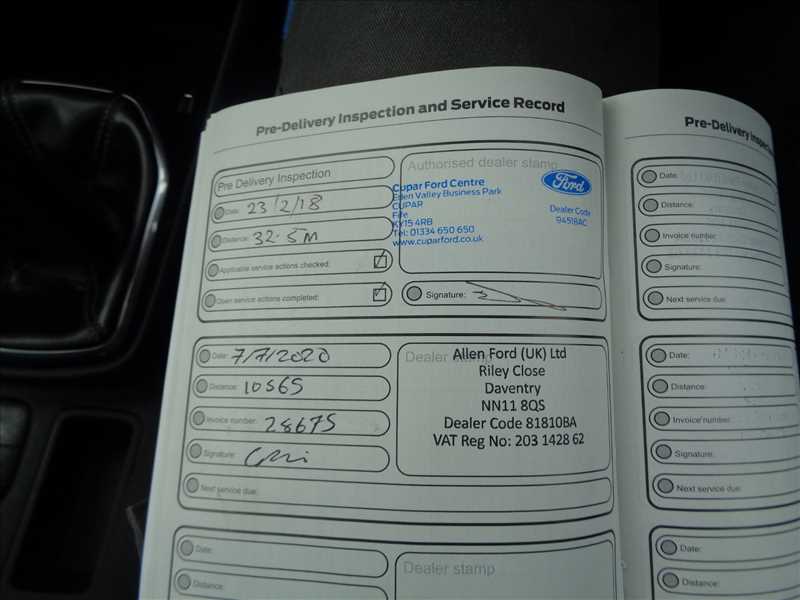 Pre-Delivery Inspection and Service Record
Pre Delivery Inspection
Date: 23/2/18
Distance: 32.5M
Applicable service actions checked:
Open service actions completed:
Authorised dealer stamp
Cupar Ford Centre
Eden Valley Business Park
CUPAR
Fife
KY15 4RB
Tel: 01334 650 650
www.cuparford.co.uk
Ford
Dealer Code
94518AC
Signature:
Date: 7/7/2020
Distance: 10565
Invoice number: 28675
Signature:
Next service due:
Dealer stamp
Allen Ford (UK) Ltd
Riley Close
Daventry
NN11 8QS
Dealer Code 81810BA
VAT Reg No: 203 1428 62
Date:
Distance:
Dealer stamp
Pre-Delivery
Date:
Distance:
Invoice number:
Signature:
Next service due:
Date:
Distance:
Invoice number:
Signature:
Next service due:
Date:
Distance: